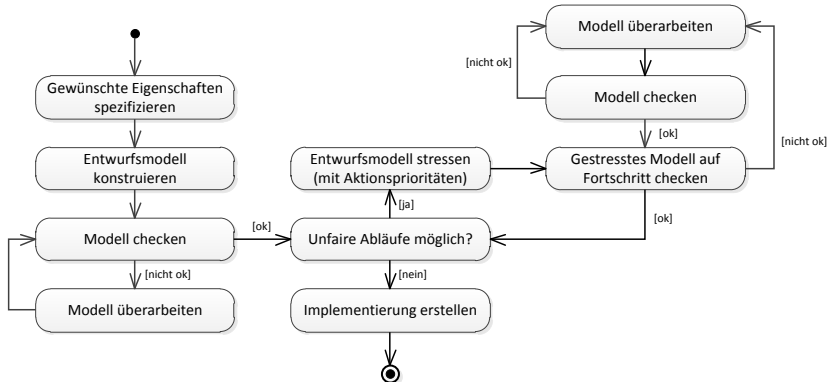 Gewünschte Eigenschaften
spezifizieren
Entwurfsmodell
konstruieren
Modell checken
[ok]
[nicht ok]
Modell überarbeiten
Unfaire Abläufe möglich?
[ja]
Entwurfsmodell stressen
(mit Aktionsprioritäten)
[nein]
Implementierung erstellen
Modell überarbeiten
[nicht ok]
Modell checken
[ok]
[nicht ok]
Gestresstes Modell auf
Fortschritt checken
[ok]